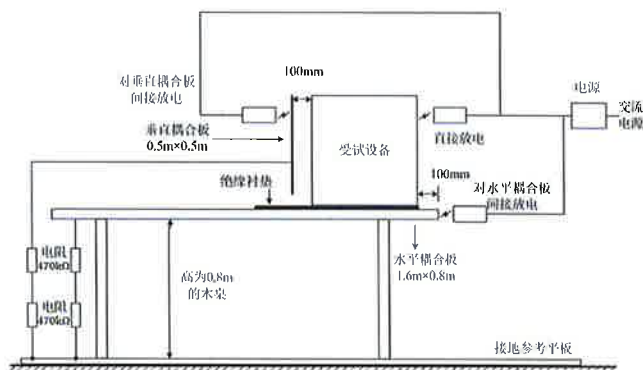 对垂直耦合板
间接放电
100mm
电源
交流
电源
垂直耦合板
0.5m×0.5m
受试设备
直接放电
绝缘衬垫
100mm
对水平耦合板
间接放电
电阻
470kΩ
高为0.8m
的木桌
水平耦合板
1.6m×0.8m
电阻
470kΩ
接地参考平板